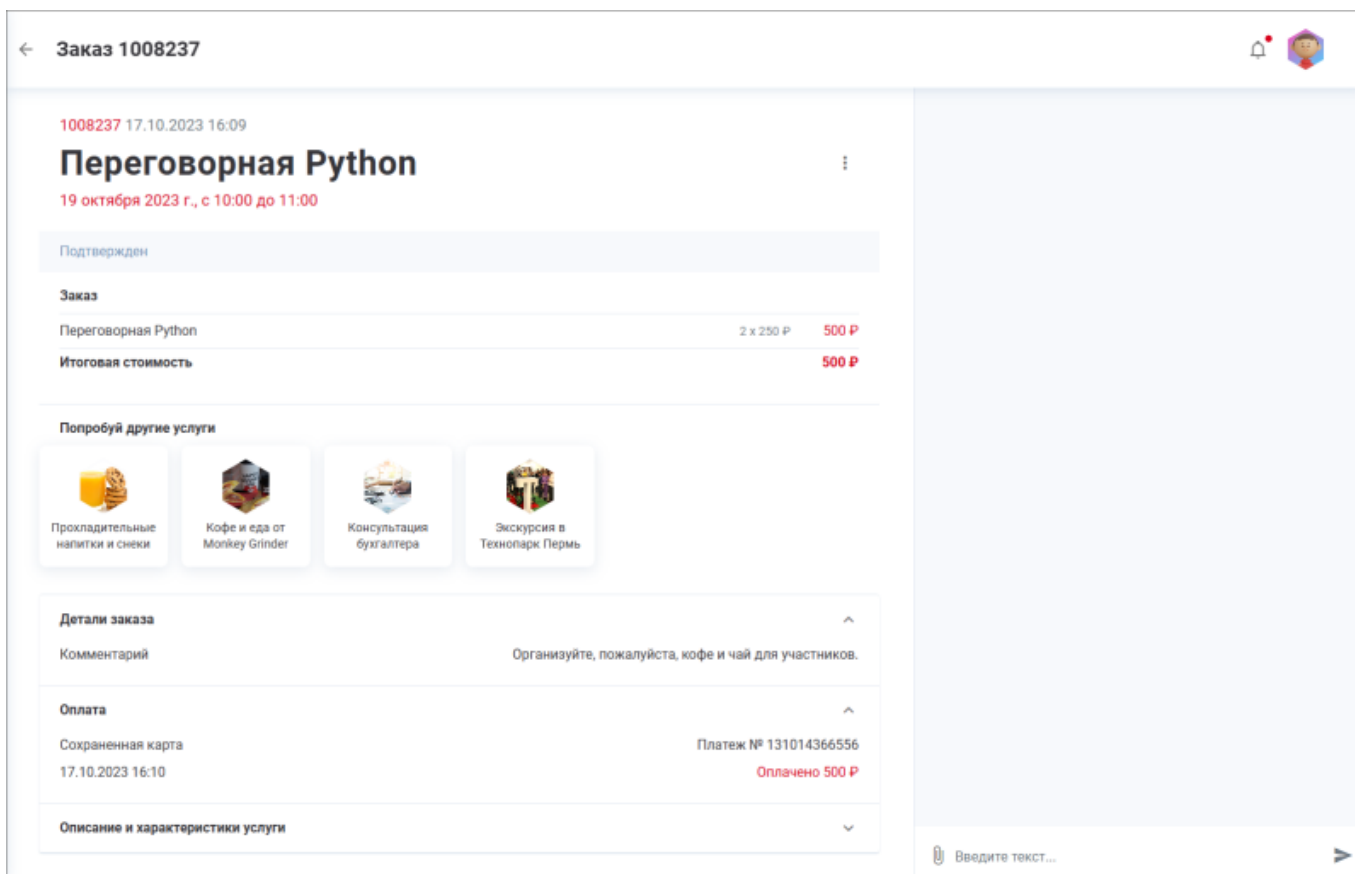 Заказ 1008237
1008237 17.10.2023 16:09
Переговорная Python
19 октября 2023 г., с 10:00 до 11:00
Подтвержден
Заказ
Переговорная Python 2 x 250 ₽ 500 ₽
Итоговая стоимость 500 ₽
Попробуй другие услуги
Прохладительные
напитки и снеки
Кофе и еда от
Monkey Grinder
Консультация
бухгалтера
Экскурсия в
Технопарк Пермь
Детали заказа
Комментарий Организуйте, пожалуйста, кофе и чай для участников.
Оплата
Сохраненная карта Платеж № 131014366556
17.10.2023 16:10 Оплачено 500 ₽
Описание и характеристики услуги
Введите текст...